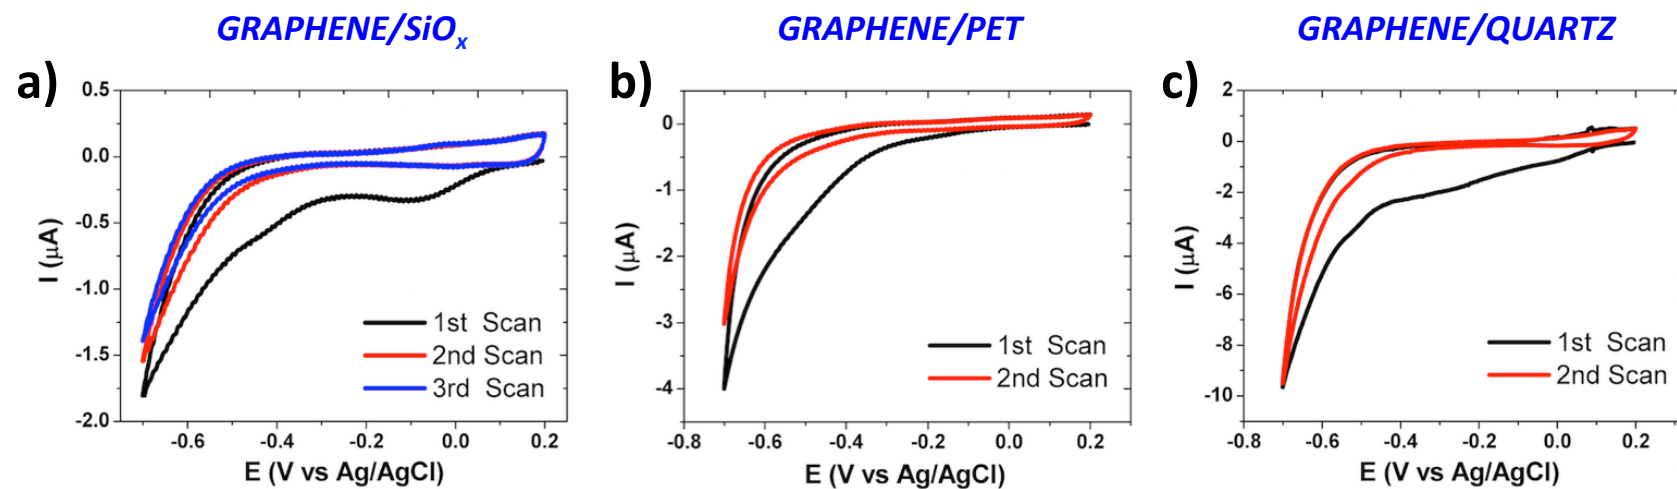 GRAPHENE/SiOx
a)
0.5
0.0
-0.5
-1.0
-1.5
-2.0
I (μA)
1st Scan
2nd Scan
3rd Scan
-0.6 -0.4 -0.2 0.0 0.2
E (V vs Ag/AgCl)
GRAPHENE/PET
b)
0
-1
-2
-3
-4
I (μA)
1st Scan
2nd Scan
-0.8 -0.6 -0.4 -0.2 0.0 0.2
E (V vs Ag/AgCl)
GRAPHENE/QUARTZ
c)
2
0
-2
-4
-6
-8
-10
I (μA)
1st Scan
2nd Scan
-0.8 -0.6 -0.4 -0.2 0.0 0.2
E (V vs Ag/AgCl)